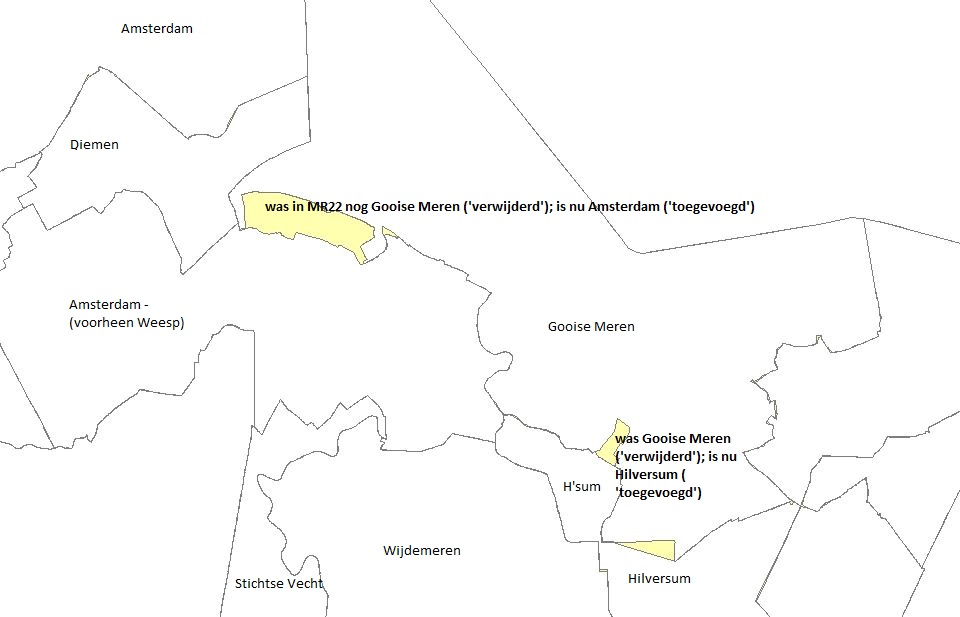 Amsterdam
Diemen
was in MR22 nog Gooise Meren ('verwijderd'); is nu Amsterdam ('toegevoegd')
Amsterdam -
(voorheen Weesp)
Gooise Meren
was Gooise Meren
('verwijderd'); is nu
Hilversum (
'toegevoegd')
H'sum
Wijdemeren
Stichtse Vecht
Hilversum